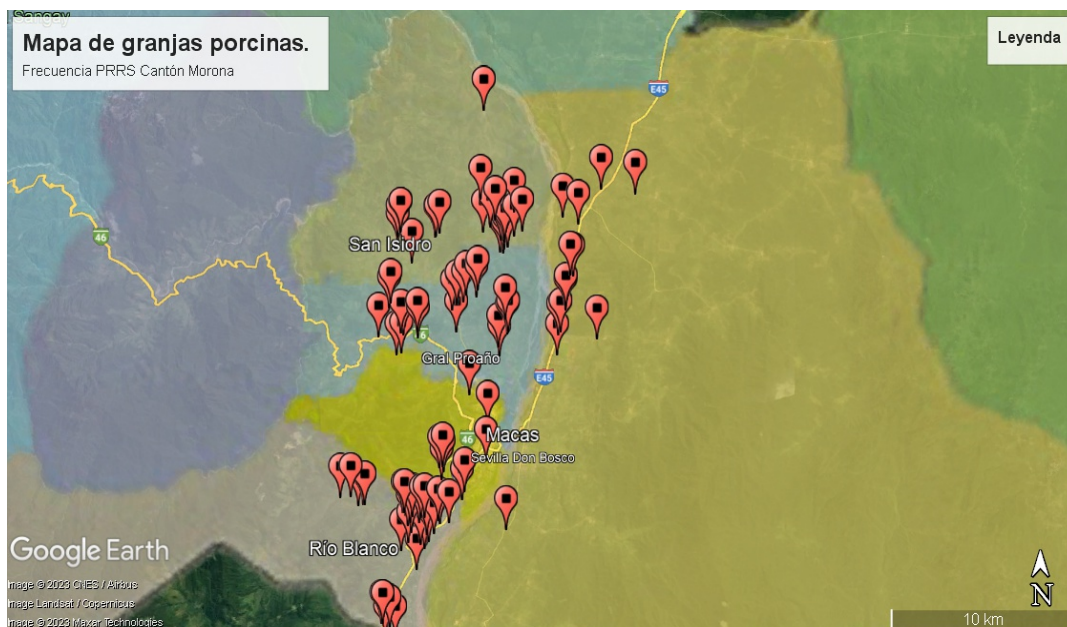 Sangay
Mapa de granjas porcinas.
Frecuencia PRRS Cantón Morona
Leyenda
E45
46
San Isidro
Gral Proaño
E45
46
Macas
Sevilla Don Bosco
Río Blanco
Google Earth
Image © 2023 CNES / Airbus
Image Landsat / Copernicus
Image © 2023 Maxar Technologies
N
10 km